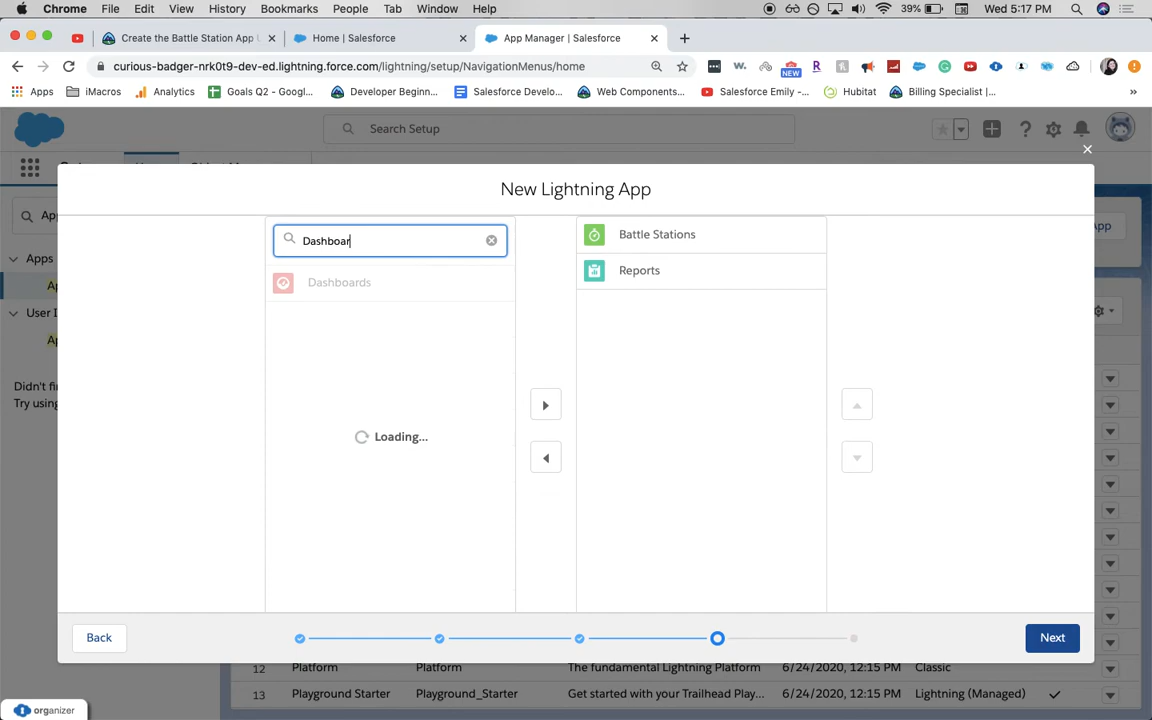 Chrome File Edit View History Bookmarks People Tab Window Help 39% Wed 5:17 PM
Create the Battle Station App Home | Salesforce App Manager | Salesforce
curious-badger-nrk0t9-dev-ed.lightning.force.com/lightning/setup/NavigationMenus/home NEW
Apps iMacros Analytics Goals Q2 - Googl... Developer Beginn... Salesforce Develo... Web Components... Salesforce Emily -... Hubitat Billing Specialist |... »
Search Setup
New Lightning App
App
Dashboar
Battle Stations
Dashboards
Reports
Apps
User
Didn't
Try using
Loading...
Back
Next
12 Platform Platform The fundamental Lightning Platform 6/24/2020, 12:15 PM Classic
13 Playground Starter Playground_Starter Get started with your Trailhead Play... 6/24/2020, 12:15 PM Lightning (Managed)
organizer